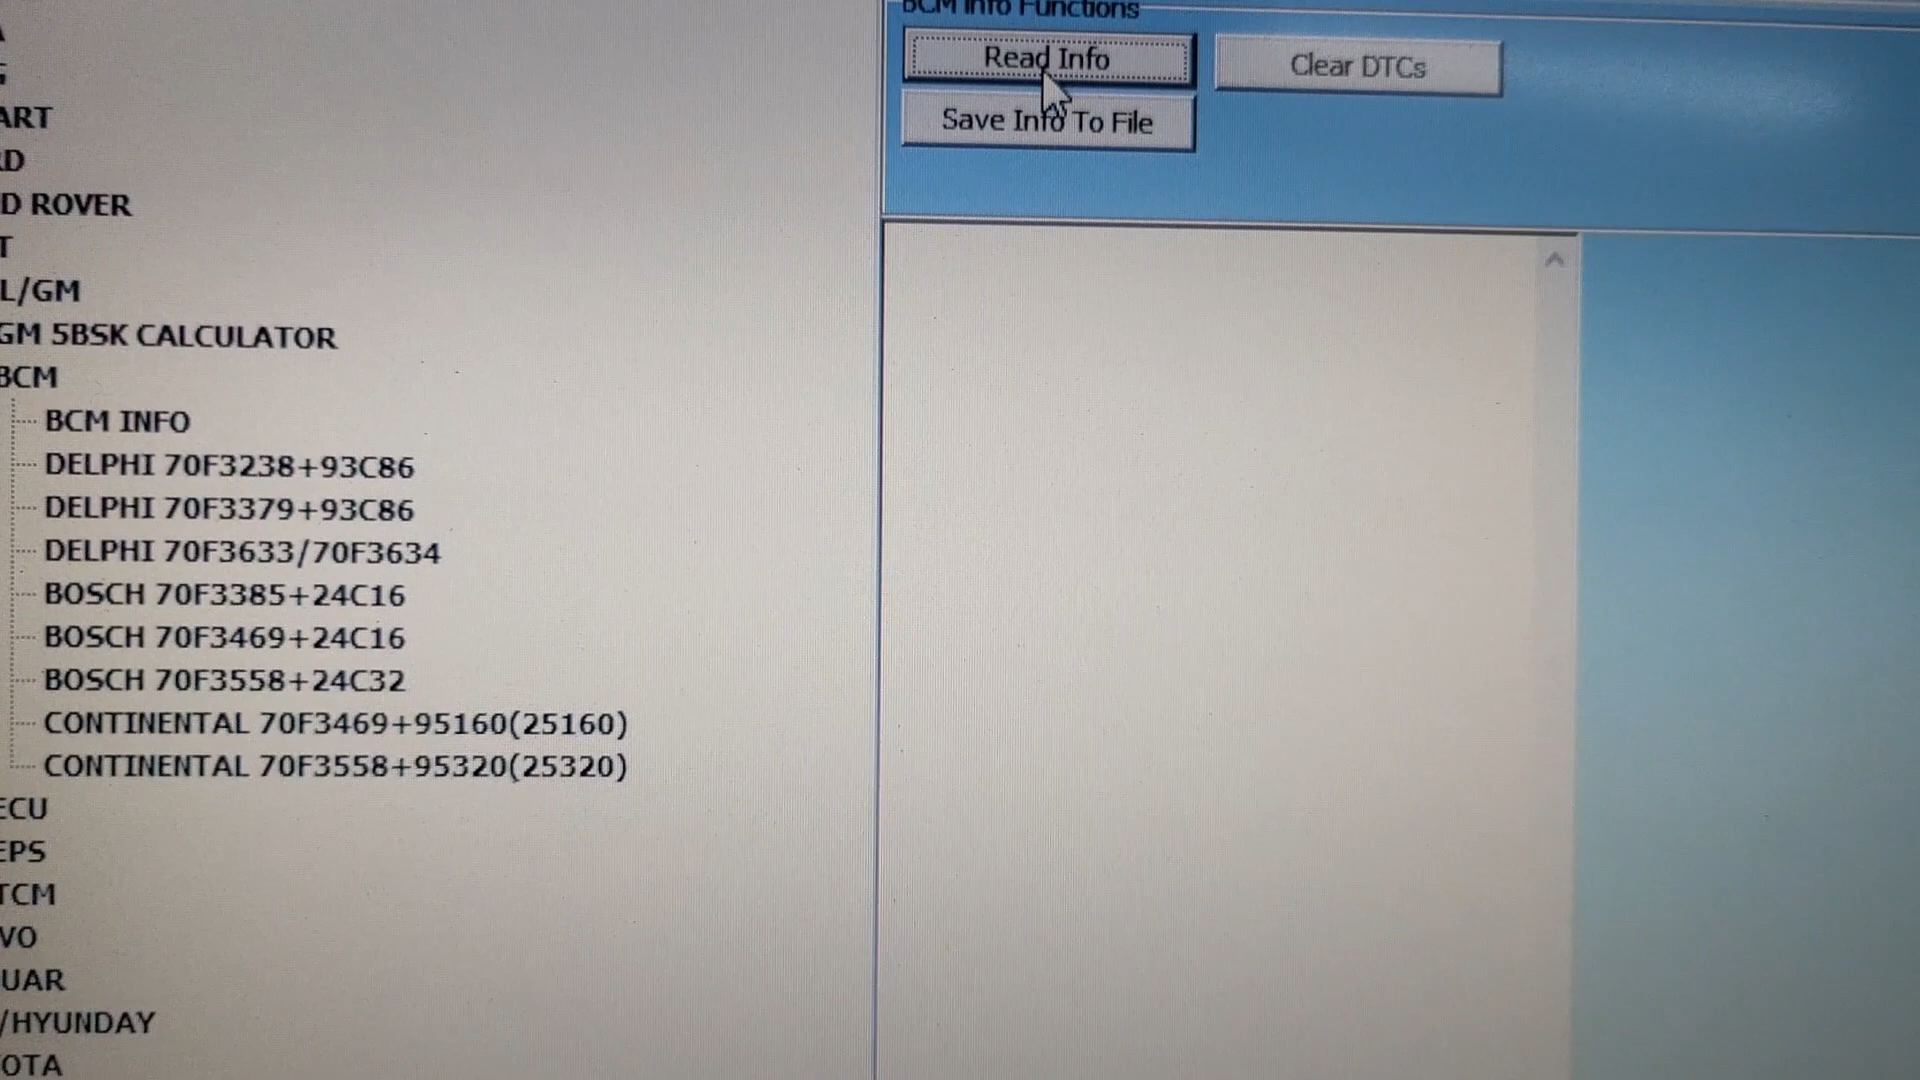 ART
D ROVER
L/GM
GM 5BSK CALCULATOR
BCM
BCM INFO
DELPHI 70F3238+93C86
DELPHI 70F3379+93C86
DELPHI 70F3633/70F3634
BOSCH 70F3385+24C16
BOSCH 70F3469+24C16
BOSCH 70F3558+24C32
CONTINENTAL 70F3469+95160(25160)
CONTINENTAL 70F3558+95320(25320)
ECU
EPS
TCM
VO
UAR
/HYUNDAY
OTA
BCM Info Functions
Read Info
Clear DTCs
Save Info To File